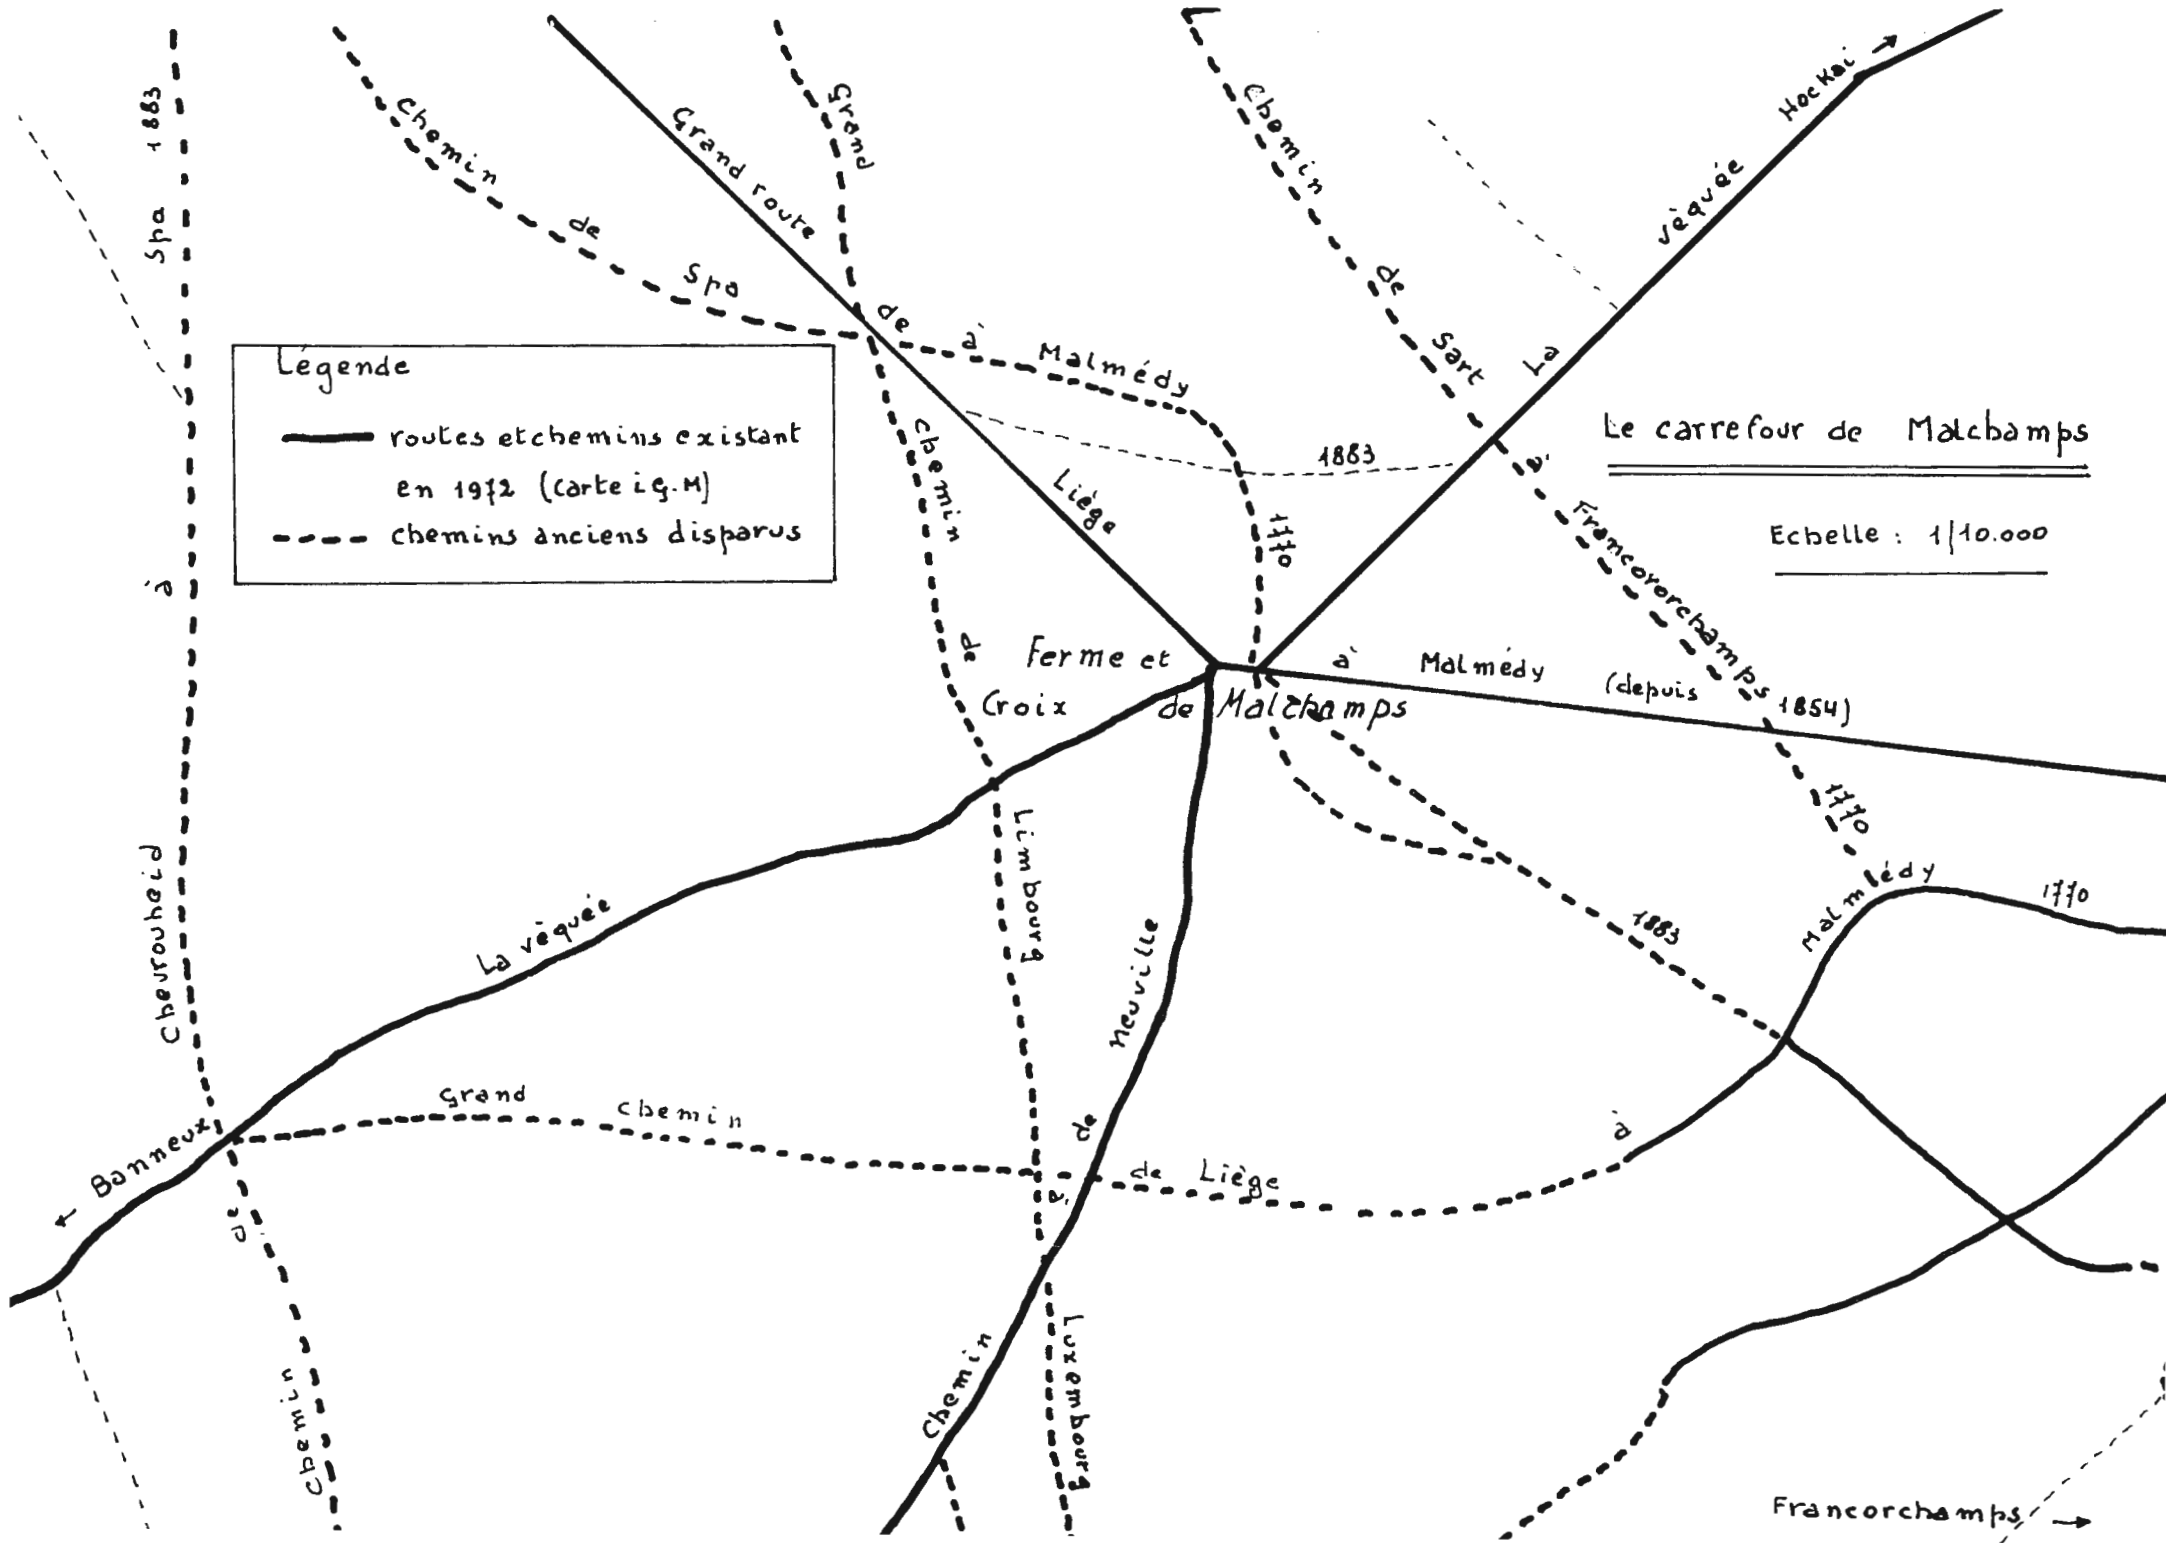 Le carrefour de Malchamps
Echelle : 1/10.000
Légende
routes et chemins existant
en 1972 (carte i G.M)
chemins anciens disparus
Chemin de Chevrouheid à Spa 1883
Chemin de Spa à Malmédy 1770
Grand route de Liège à Malmédy (depuis 1854)
Grand chemin de Limbourg à Luxembourg
Chemin de Sart à Francororchamps 1770
La vèquée
Hockai →
1883
Ferme et
Croix de Malchamps
1883
Malmlédy
1770
La vèquée
← Banneux
Grand chemin de Liège à
Chemin de Neuville
Francorchamps →